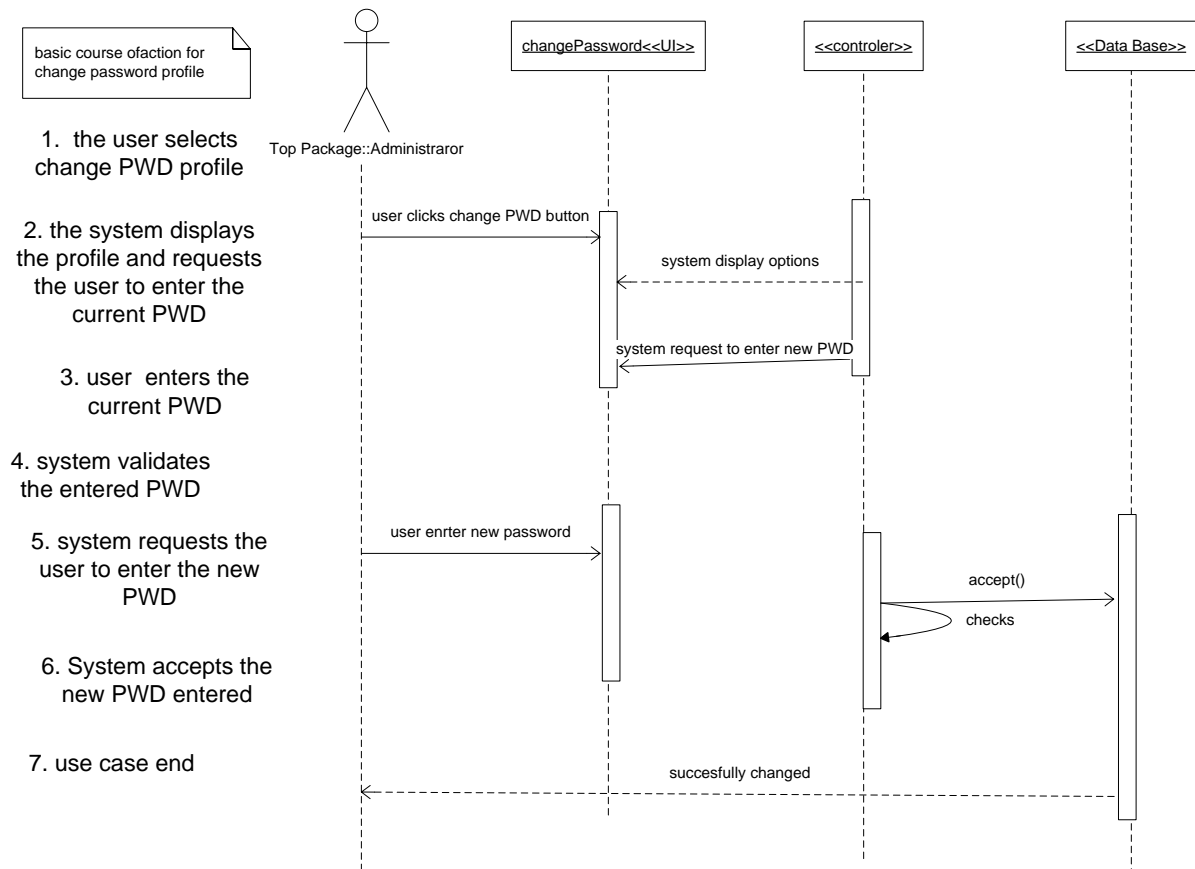 basic course ofaction for
change password profile
changePassword<<UI>>
<<controler>>
<<Data Base>>
Top Package::Administraror
1. the user selects
change PWD profile
2. the system displays
the profile and requests
the user to enter the
current PWD
3. user enters the
current PWD
4. system validates
the entered PWD
5. system requests the
user to enter the new
PWD
6. System accepts the
new PWD entered
7. use case end
user clicks change PWD button
system display options
system request to enter new PWD
user enrter new password
accept()
checks
succesfully changed